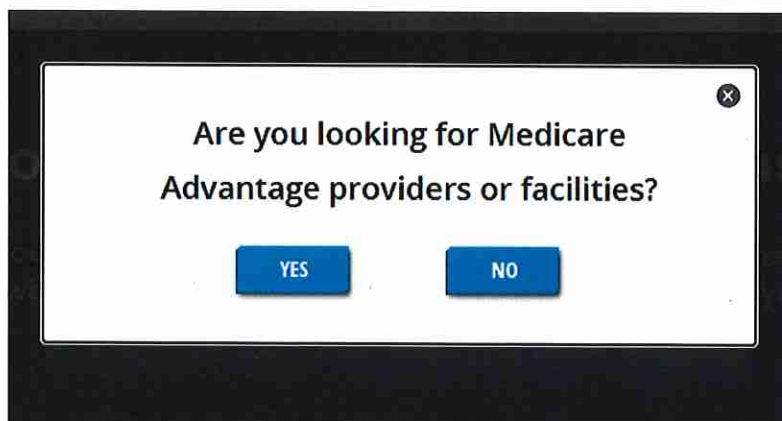 Are you looking for Medicare
Advantage providers or facilities?
YES
NO